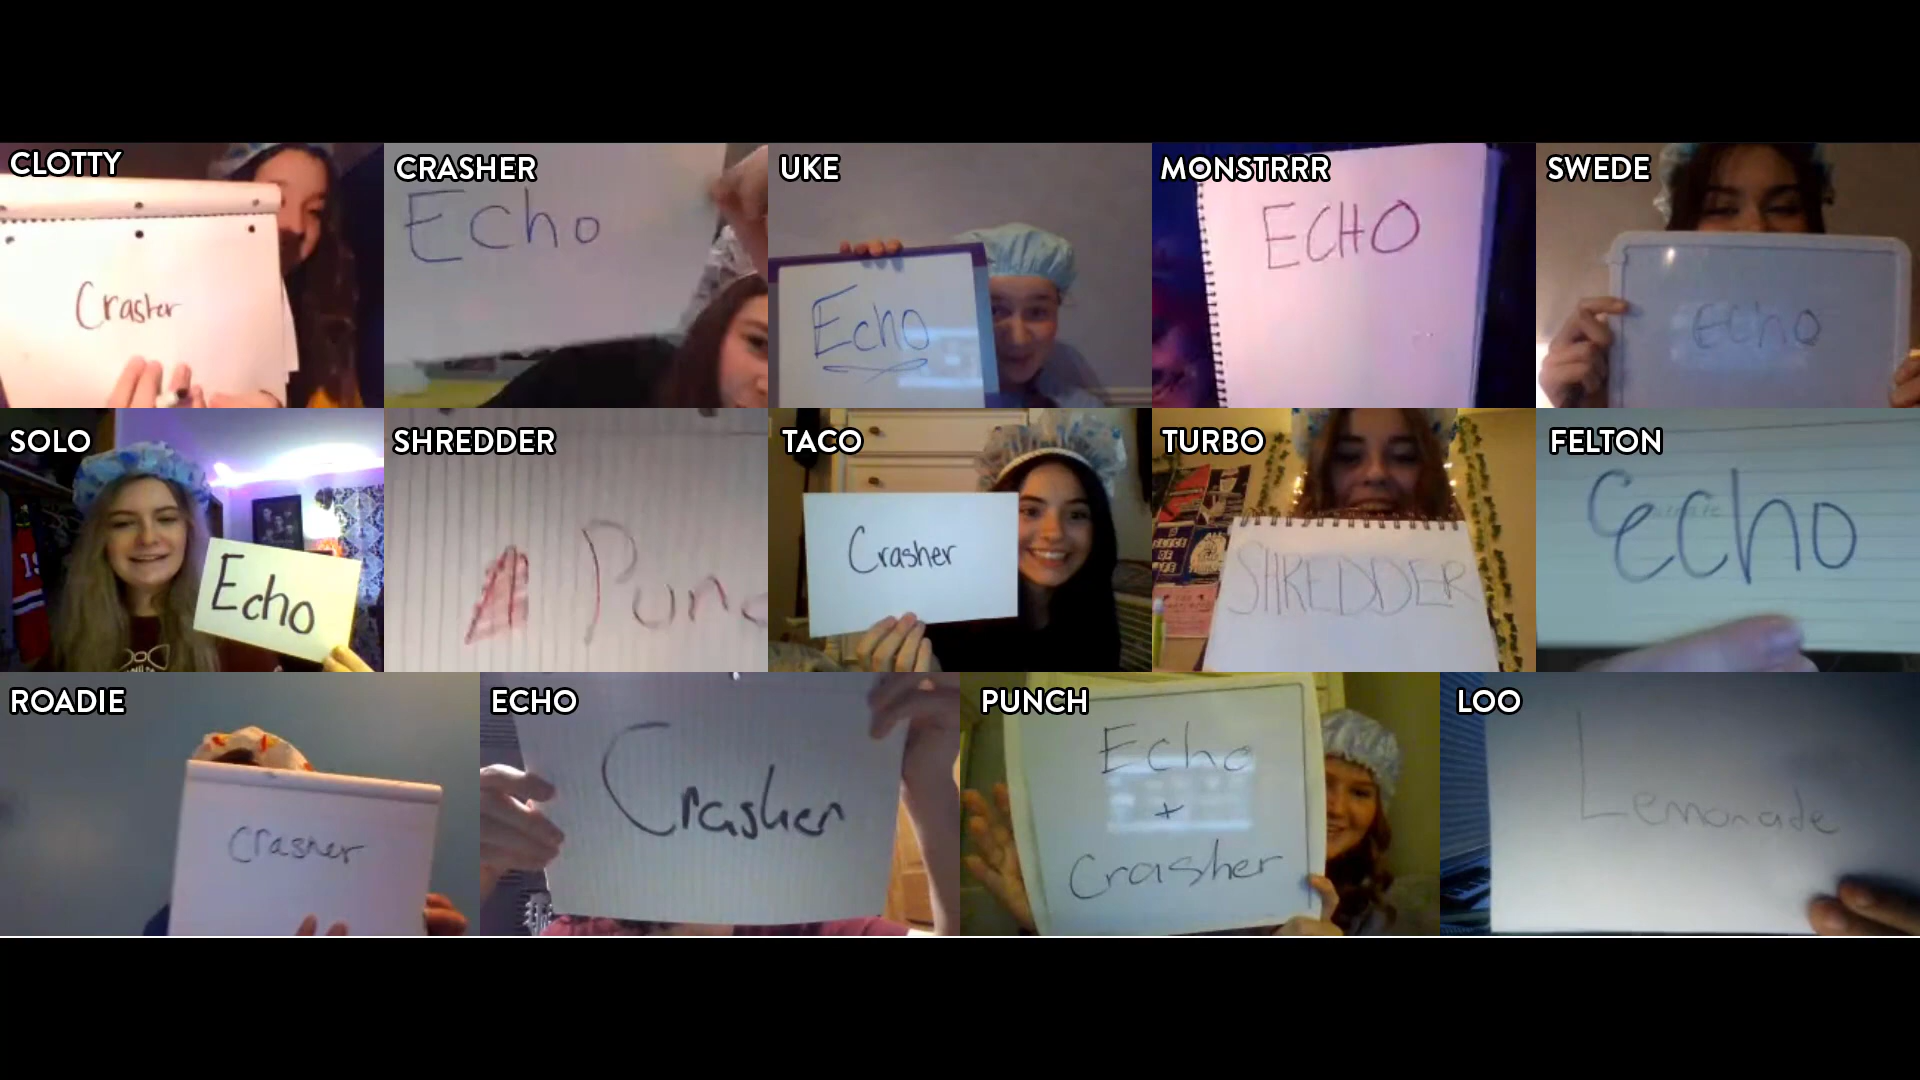 CLOTTY
Crasher
CRASHER
Echo
UKE
Echo
MONSTRRR
ECHO
SWEDE
echo
SOLO
Echo
SHREDDER
Punc
TACO
Crasher
TURBO
SHREDDER
FELTON
Echo
ROADIE
crasher
ECHO
Crasher
PUNCH
Echo
+
Crasher
LOO
Lemonade